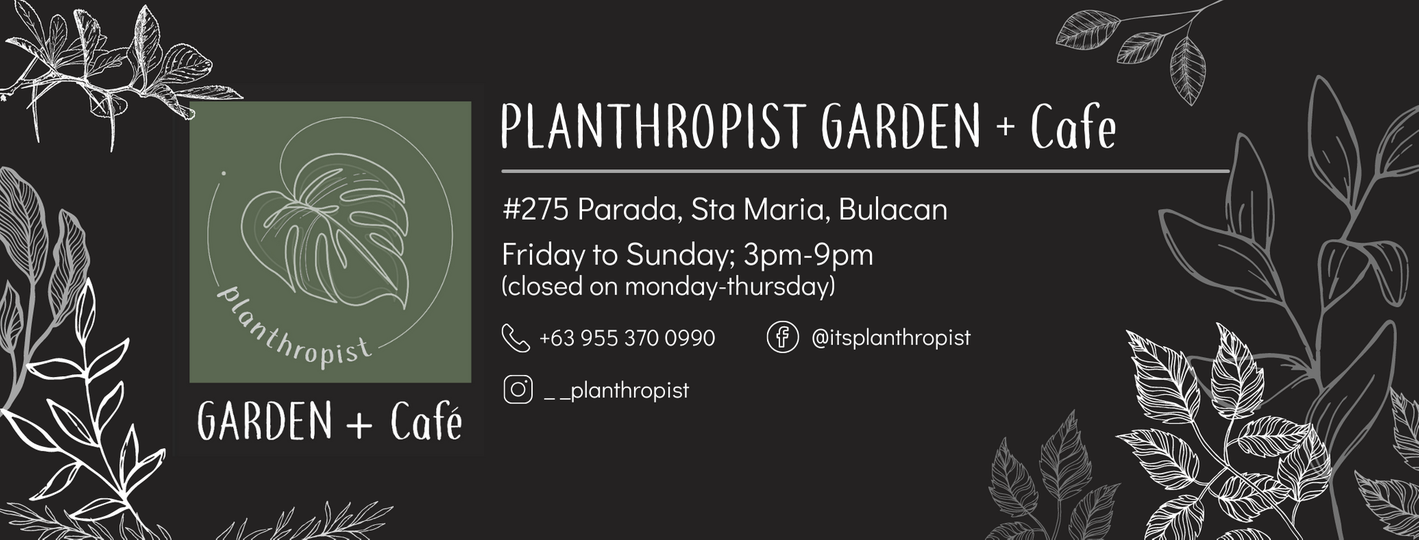 planthropist
GARDEN + Café
PLANTHROPIST GARDEN + Cafe
#275 Parada, Sta Maria, Bulacan
Friday to Sunday; 3pm-9pm
(closed on monday-thursday)
+63 955 370 0990
@itsplanthropist
_ _planthropist